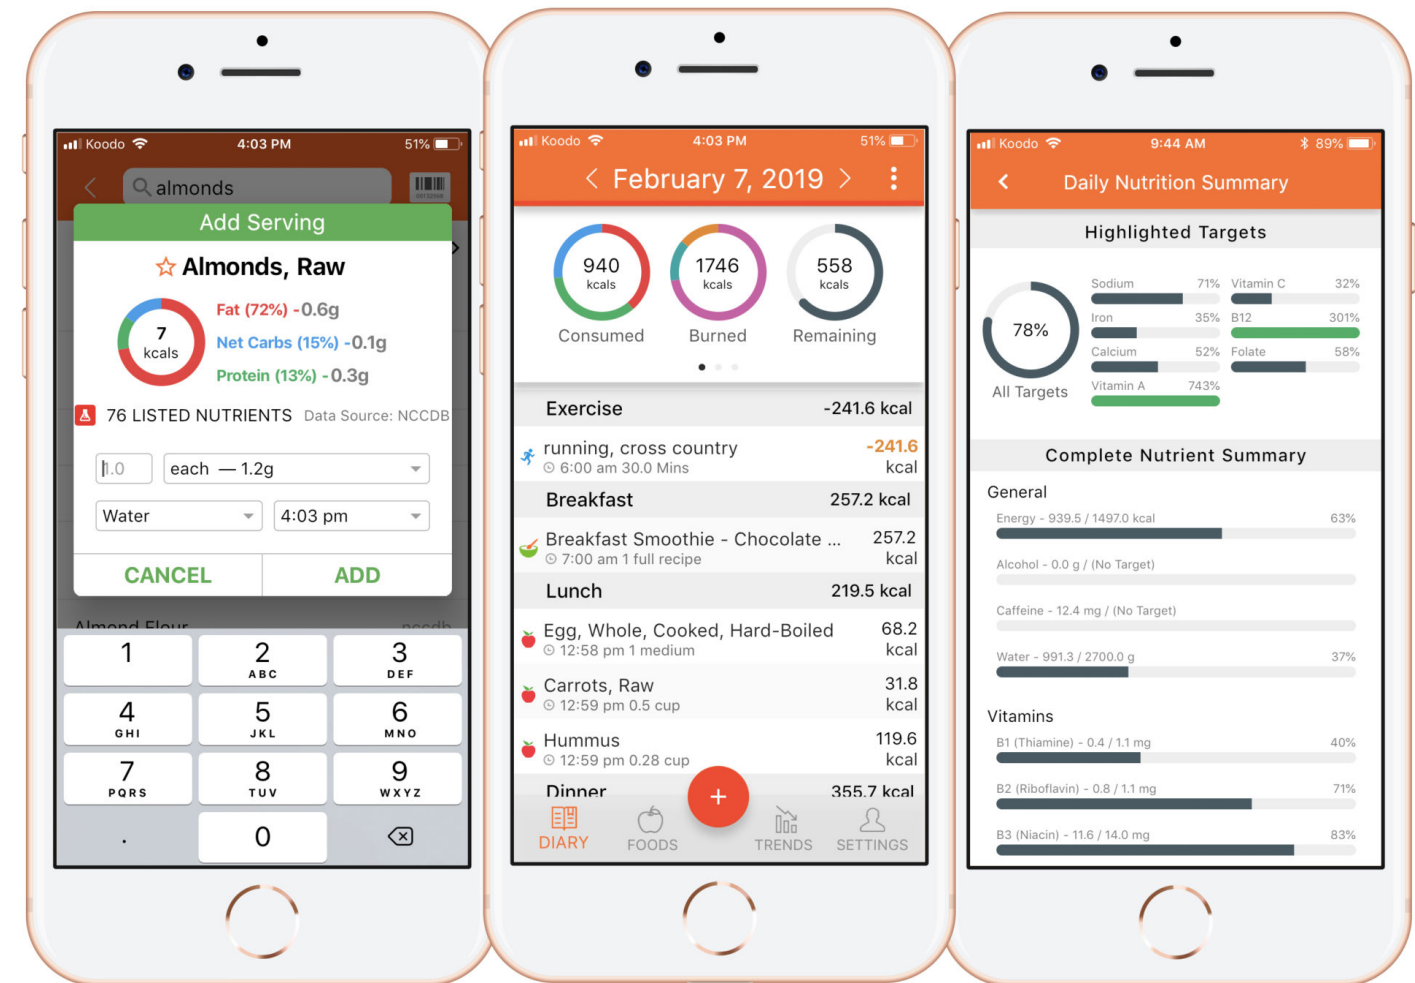 Koodo
4:03 PM
51%
almonds
Add Serving
Almonds, Raw
7
kcals
Fat (72%) - 0.6g
Net Carbs (15%) - 0.1g
Protein (13%) - 0.3g
76 LISTED NUTRIENTS Data Source: NCCDB
1.0
each — 1.2g
Water
4:03 pm
CANCEL
ADD
Almond Flour
nccdb
1
2
ABC
3
DEF
4
GHI
5
JKL
6
MNO
7
PQRS
8
TUV
9
WXYZ
.
0
Koodo
4:03 PM
51%
February 7, 2019
940
kcals
Consumed
1746
kcals
Burned
558
kcals
Remaining
Exercise -241.6 kcal
running, cross country -241.6
6:00 am 30.0 Mins kcal
Breakfast 257.2 kcal
Breakfast Smoothie - Chocolate ... 257.2
7:00 am 1 full recipe kcal
Lunch 219.5 kcal
Egg, Whole, Cooked, Hard-Boiled 68.2
12:58 pm 1 medium kcal
Carrots, Raw 31.8
12:59 pm 0.5 cup kcal
Hummus 119.6
12:59 pm 0.28 cup kcal
Dinner 355.7 kcal
+
DIARY
FOODS
TRENDS
SETTINGS
Koodo
9:44 AM
89%
Daily Nutrition Summary
Highlighted Targets
78%
All Targets
Sodium 71%
Vitamin C 32%
Iron 35%
B12 301%
Calcium 52%
Folate 58%
Vitamin A 743%
Complete Nutrient Summary
General
Energy - 939.5 / 1497.0 kcal 63%
Alcohol - 0.0 g / (No Target)
Caffeine - 12.4 mg / (No Target)
Water - 991.3 / 2700.0 g 37%
Vitamins
B1 (Thiamine) - 0.4 / 1.1 mg 40%
B2 (Riboflavin) - 0.8 / 1.1 mg 71%
B3 (Niacin) - 11.6 / 14.0 mg 83%